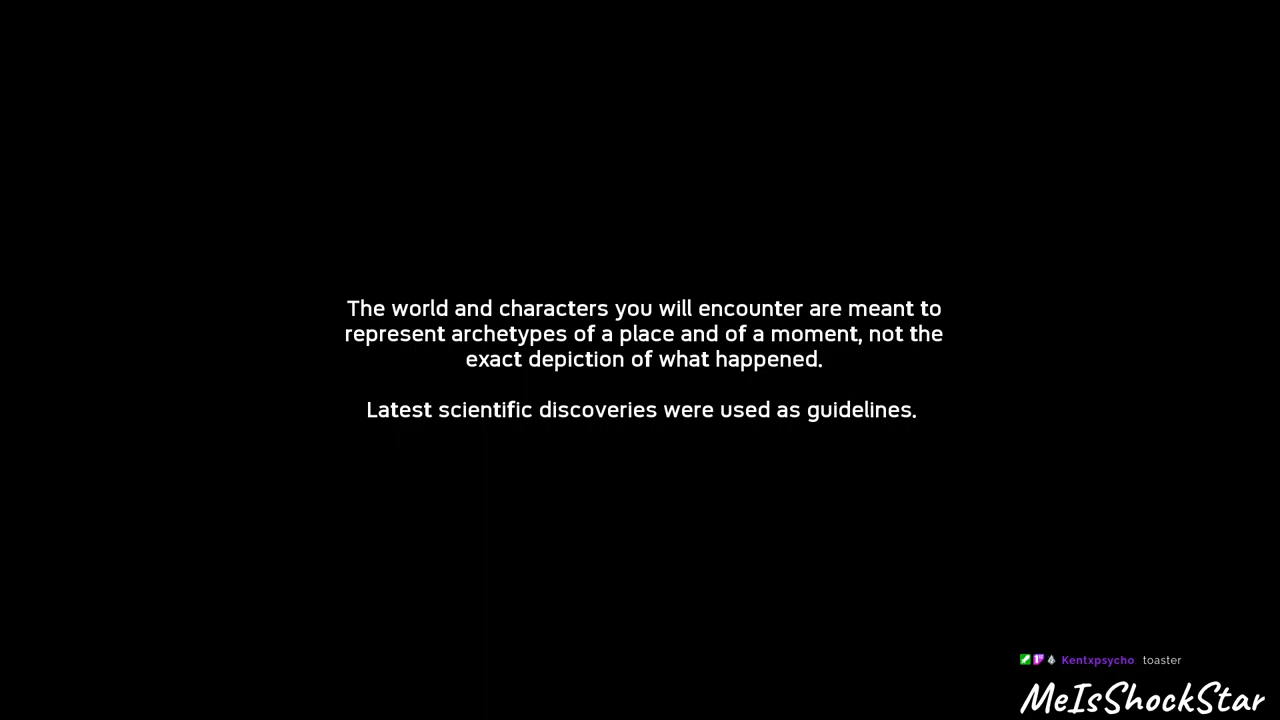 The world and characters you will encounter are meant to
represent archetypes of a place and of a moment, not the
exact depiction of what happened.
Latest scientific discoveries were used as guidelines.
Kentxpsycho: toaster
MeIsShockStar